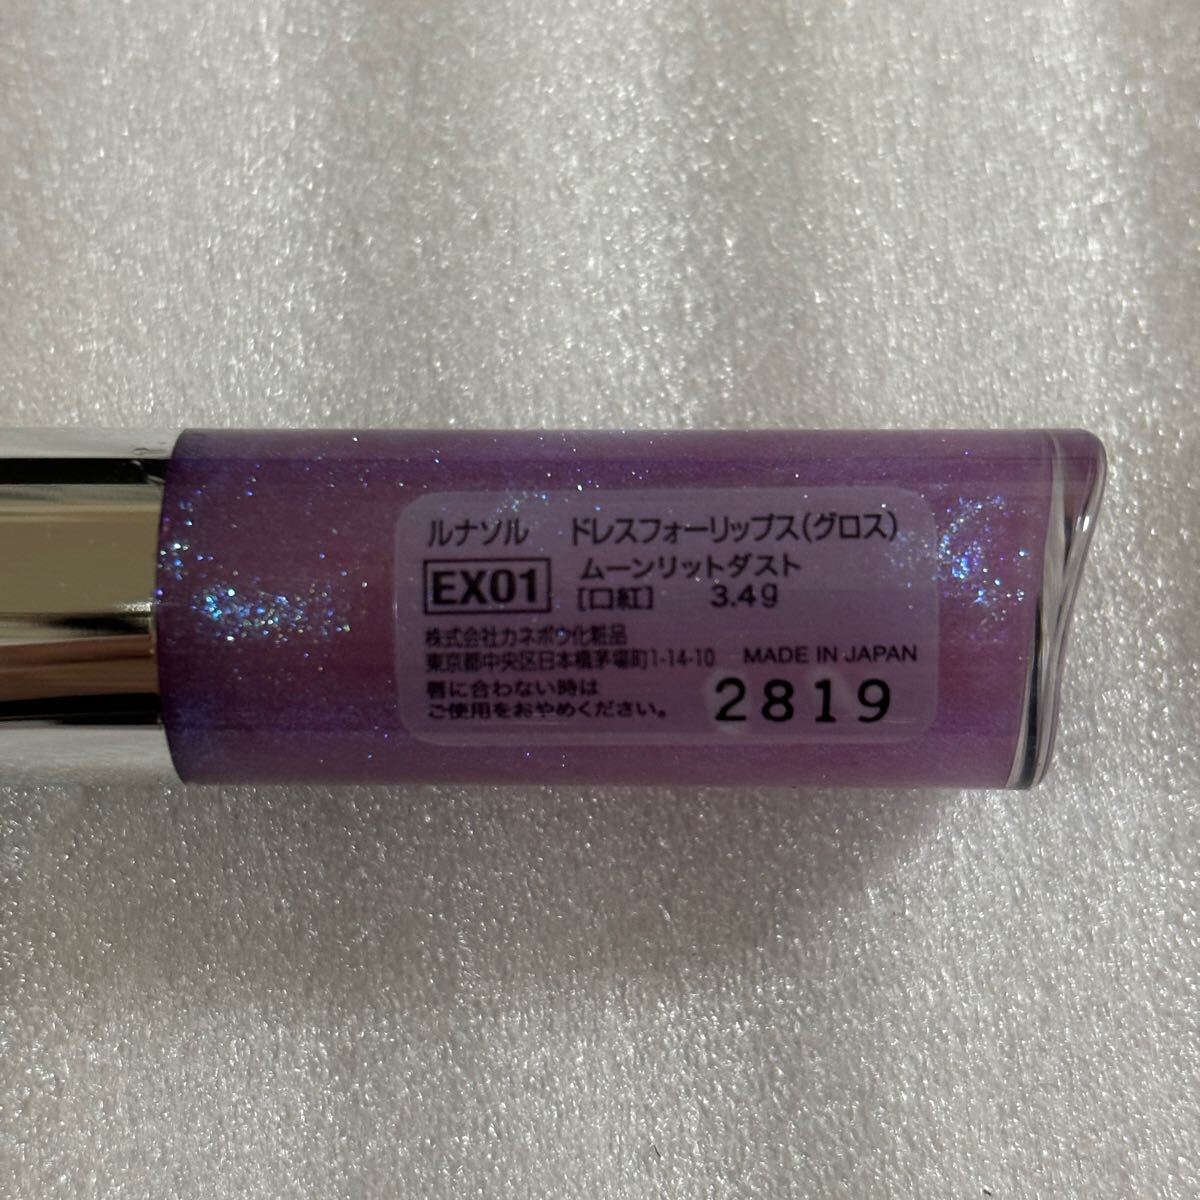 ルナソル ドレスフォーリップス(グロス)
EX01 ムーンリットダスト
[口紅] 3.4g
株式会社カネボウ化粧品
東京都中央区日本橋茅場町1-14-10 MADE IN JAPAN
唇に合わない時は
ご使用をおやめください。 2819